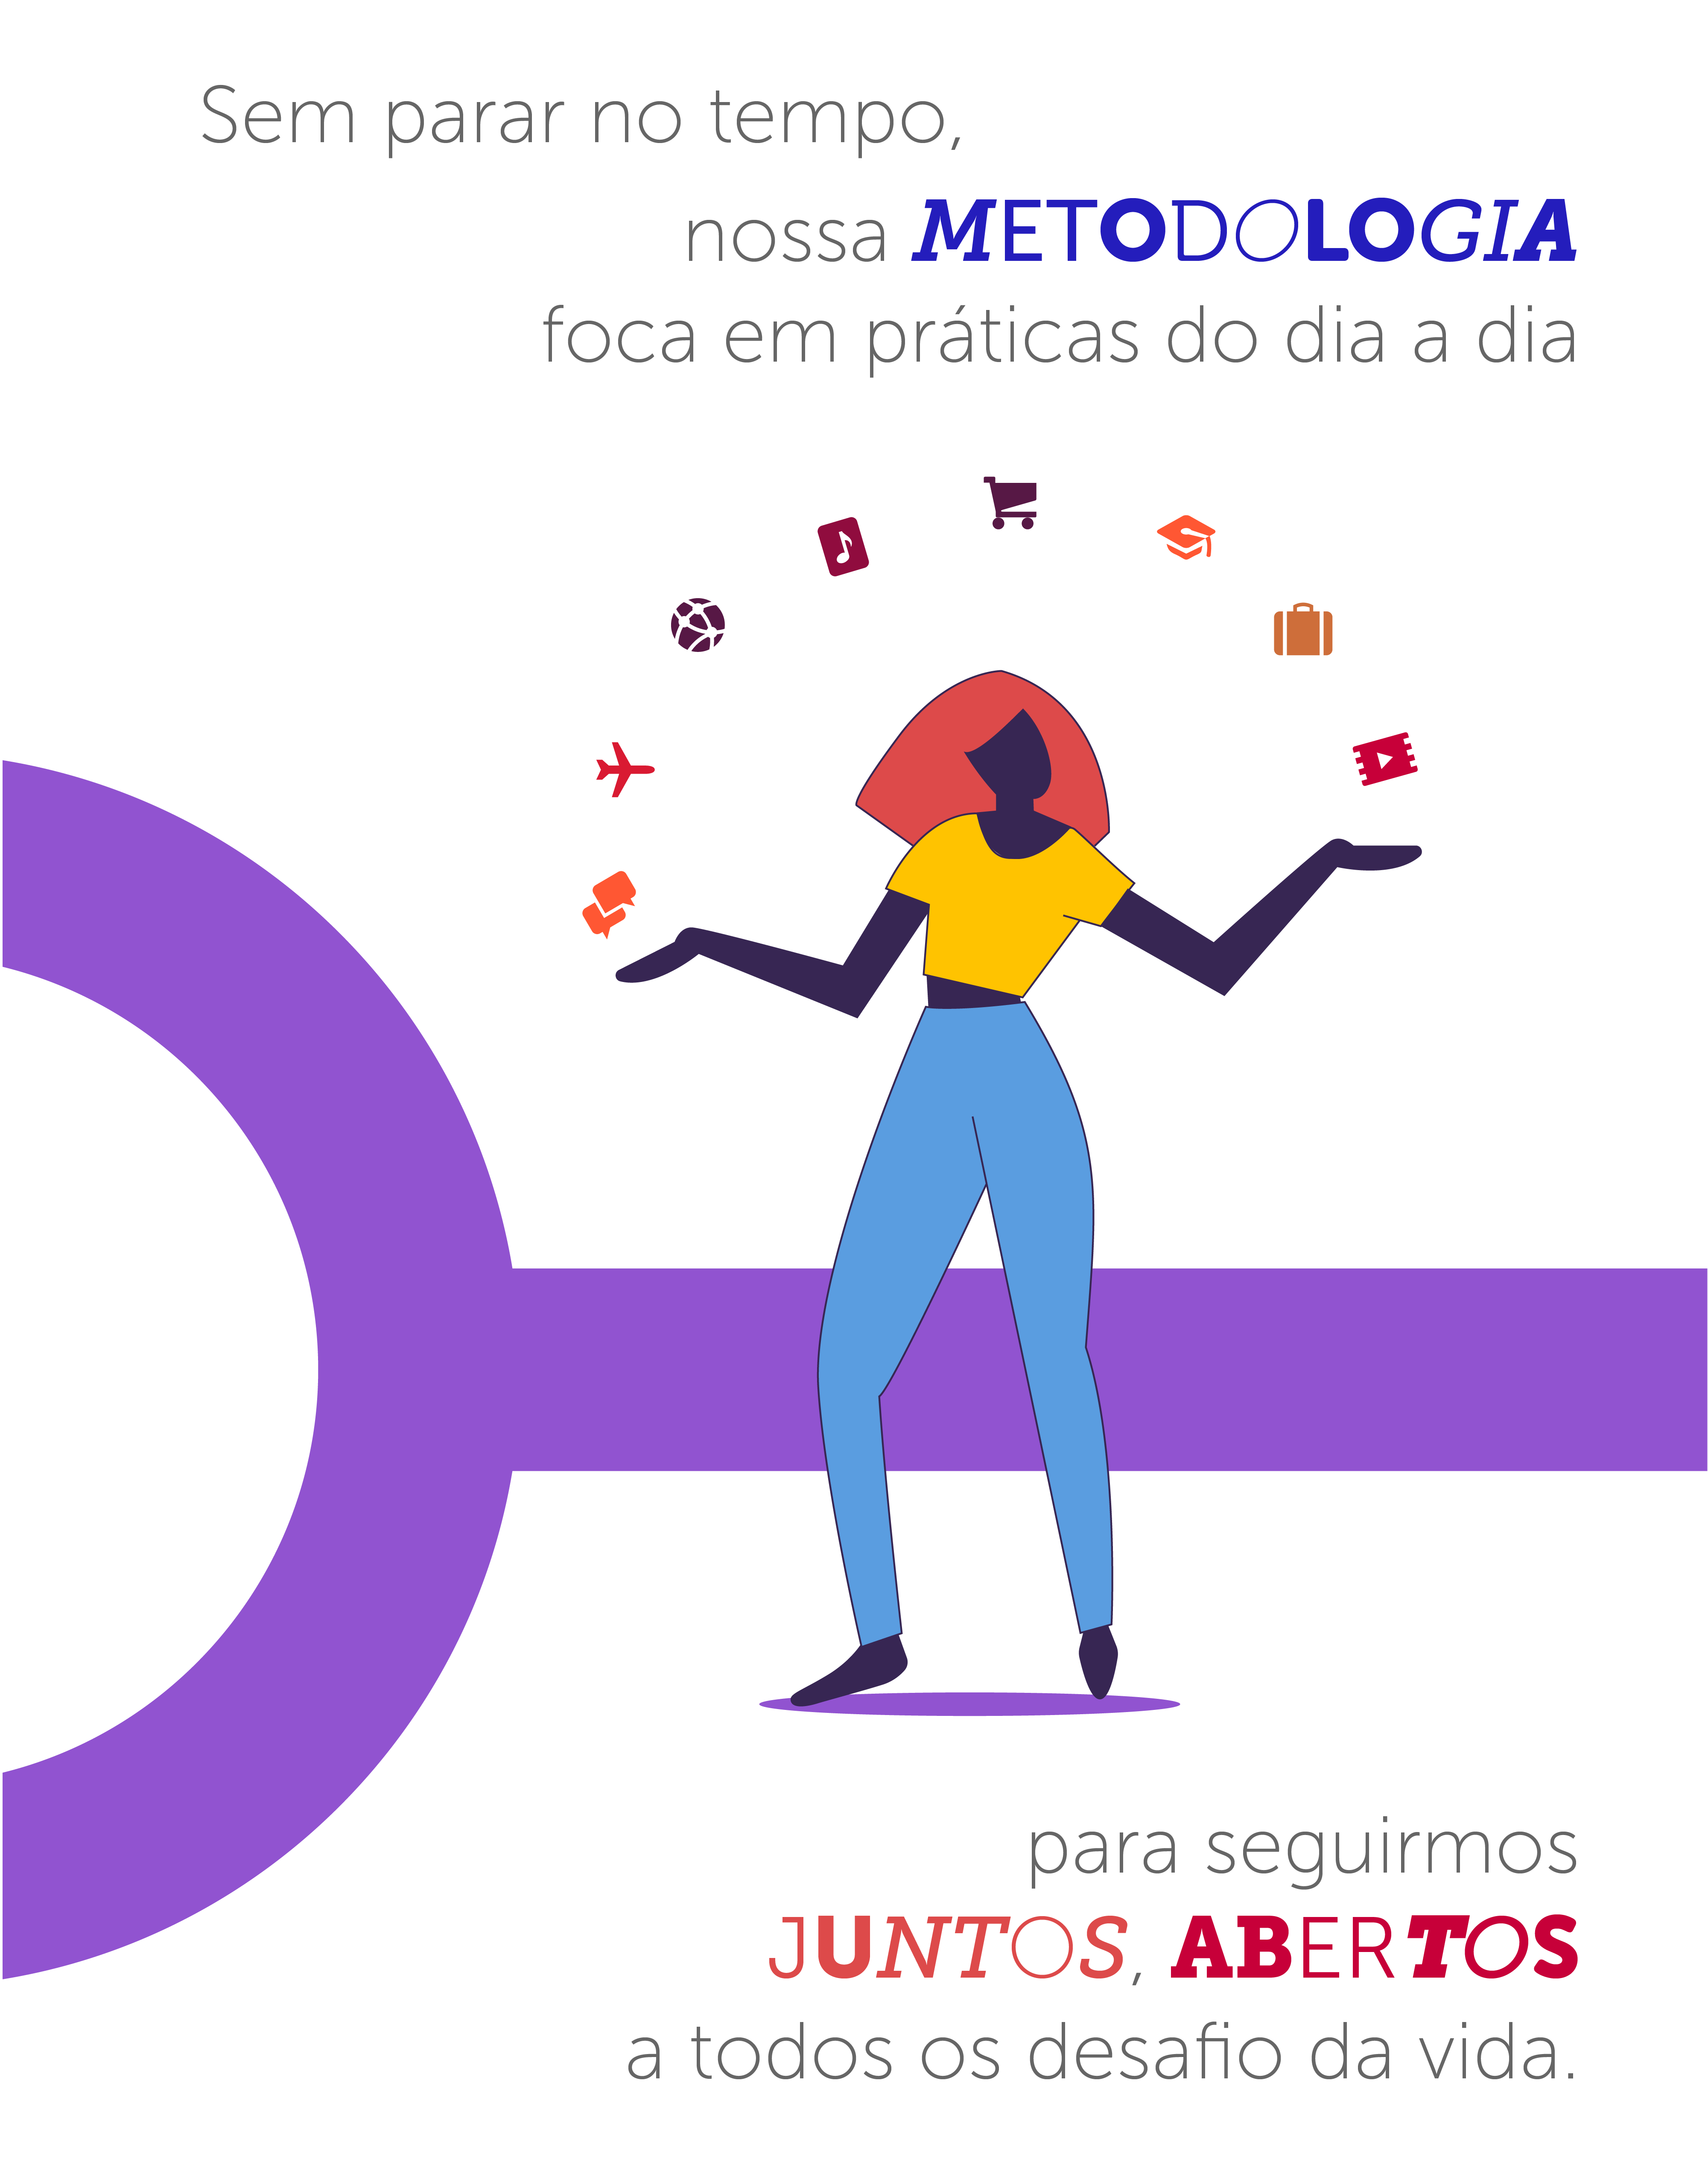 Sem parar no tempo,
nossa METODOLOGIA
foca em práticas do dia a dia
para seguirmos
JUNTOS, ABERTOS
a todos os desafio da vida.